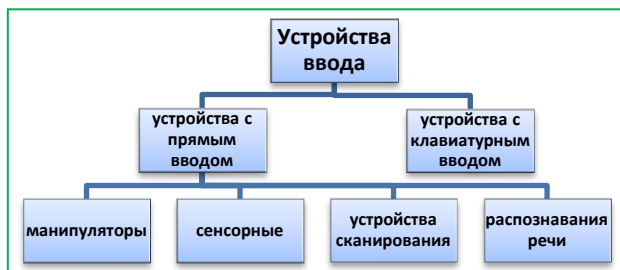 Устройства
ввода
устройства с
прямым
вводом
устройства с
клавиатурным
вводом
манипуляторы
сенсорные
устройства
сканирования
распознавания
речи